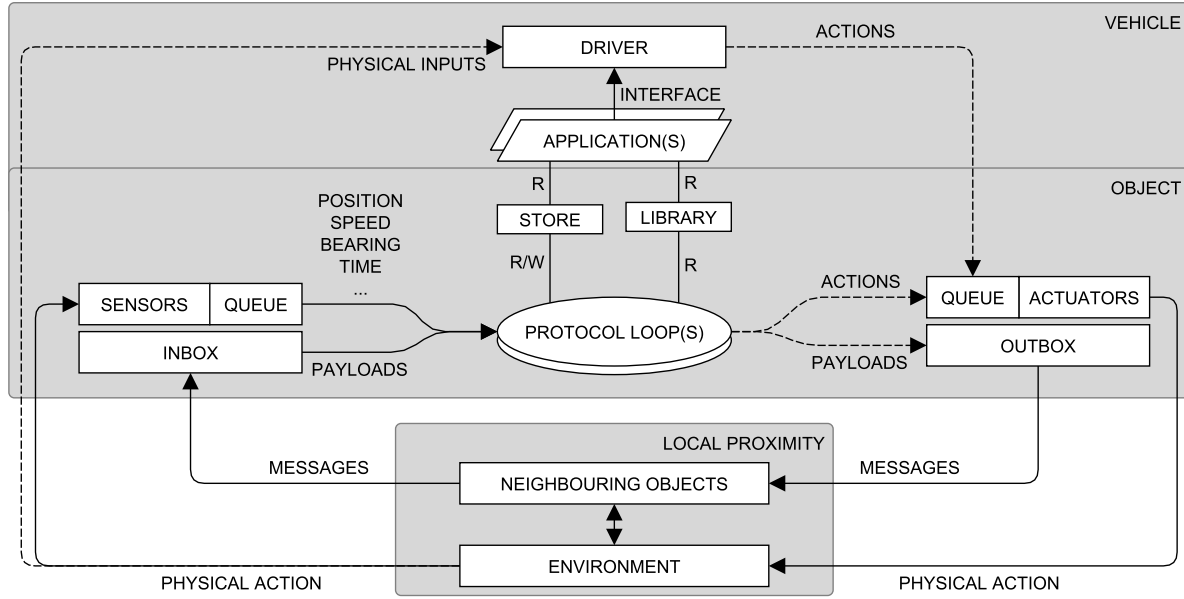 VEHICLE
DRIVER
ACTIONS
PHYSICAL INPUTS
INTERFACE
APPLICATION(S)
OBJECT
R
R
POSITION
SPEED
BEARING
TIME
...
STORE
LIBRARY
R/W
R
SENSORS
QUEUE
ACTIONS
QUEUE
ACTUATORS
PROTOCOL LOOP(S)
INBOX
OUTBOX
PAYLOADS
PAYLOADS
LOCAL PROXIMITY
MESSAGES
MESSAGES
NEIGHBOURING OBJECTS
ENVIRONMENT
PHYSICAL ACTION
PHYSICAL ACTION